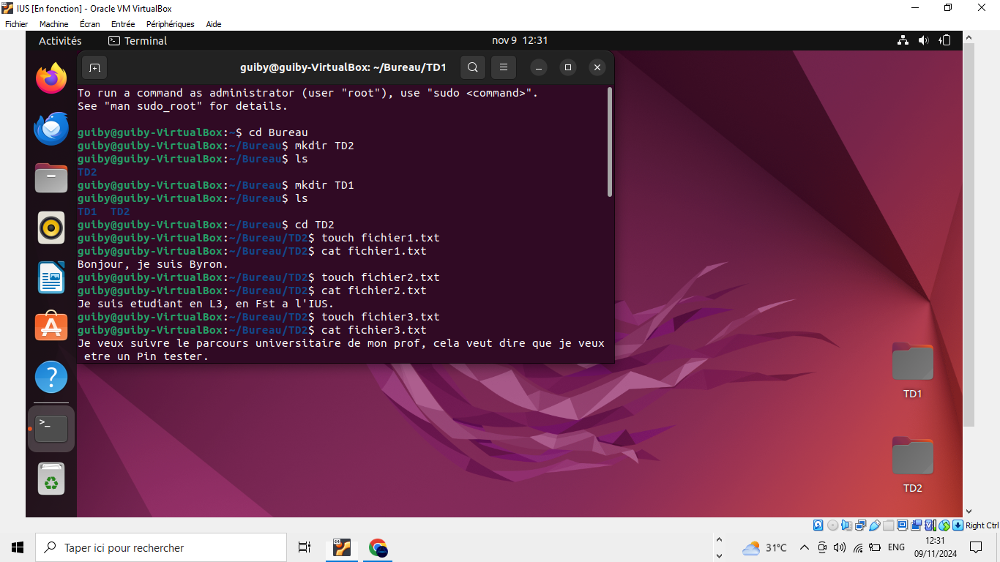 IUS [En fonction] - Oracle VM VirtualBox
Fichier Machine Écran Entrée Périphériques Aide
Activités Terminal nov 9 12:31
guiby@guiby-VirtualBox: ~/Bureau/TD1
To run a command as administrator (user "root"), use "sudo <command>".
See "man sudo_root" for details.
guiby@guiby-VirtualBox:~$ cd Bureau
guiby@guiby-VirtualBox:~/Bureau$ mkdir TD2
guiby@guiby-VirtualBox:~/Bureau$ ls
TD2
guiby@guiby-VirtualBox:~/Bureau$ mkdir TD1
guiby@guiby-VirtualBox:~/Bureau$ ls
TD1  TD2
guiby@guiby-VirtualBox:~/Bureau$ cd TD2
guiby@guiby-VirtualBox:~/Bureau/TD2$ touch fichier1.txt
guiby@guiby-VirtualBox:~/Bureau/TD2$ cat fichier1.txt
Bonjour, je suis Byron.
guiby@guiby-VirtualBox:~/Bureau/TD2$ touch fichier2.txt
guiby@guiby-VirtualBox:~/Bureau/TD2$ cat fichier2.txt
Je suis etudiant en L3, en Fst a l'IUS.
guiby@guiby-VirtualBox:~/Bureau/TD2$ touch fichier3.txt
guiby@guiby-VirtualBox:~/Bureau/TD2$ cat fichier3.txt
Je veux suivre le parcours universitaire de mon prof, cela veut dire que je veux
 etre un Pin tester.
TD1
TD2
Right Ctrl
Taper ici pour rechercher
31°C
ENG
12:31
09/11/2024